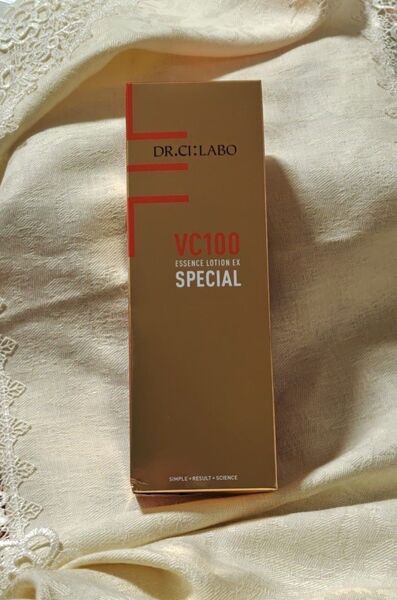 DR.CI:LABO
VC100
ESSENCE LOTION EX
SPECIAL
SIMPLE + RESULT + SCIENCE